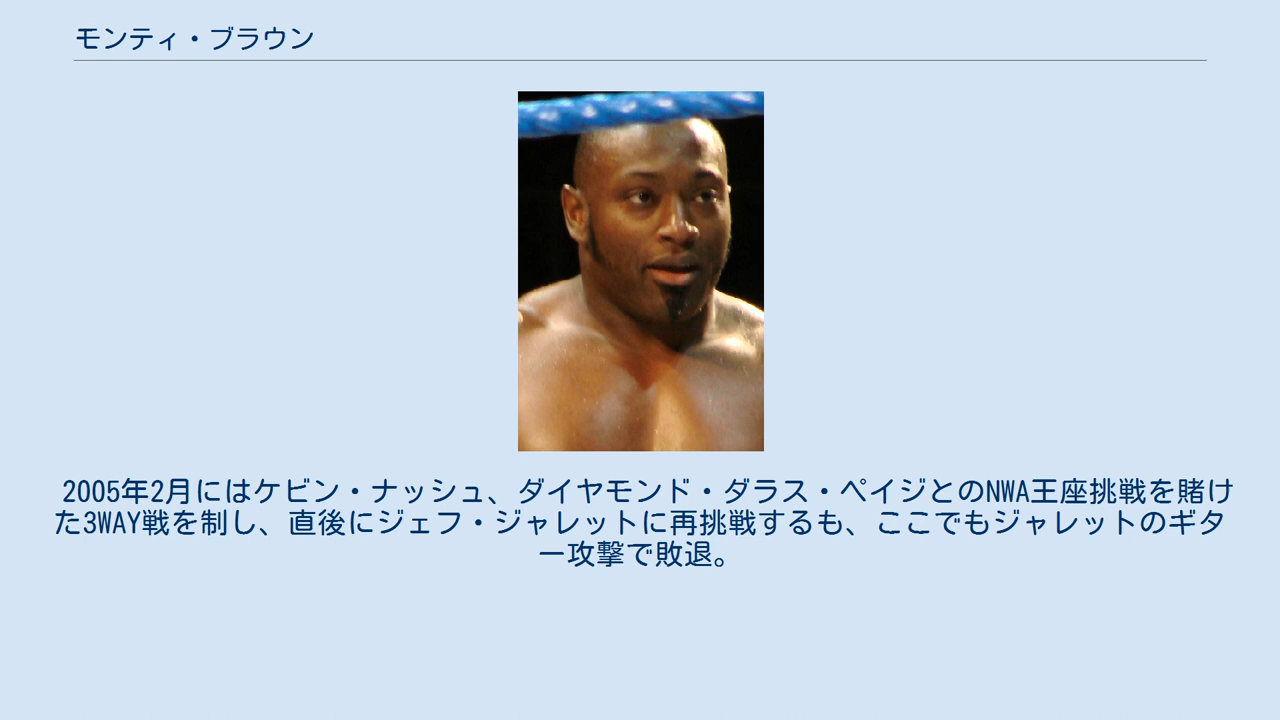 モンティ・ブラウン
2005年2月にはケビン・ナッシュ、ダイヤモンド・ダラス・ペイジとのNWA王座挑戦を賭け
た3WAY戦を制し、直後にジェフ・ジャレットに再挑戦するも、ここでもジャレットのギタ
ー攻撃で敗退。